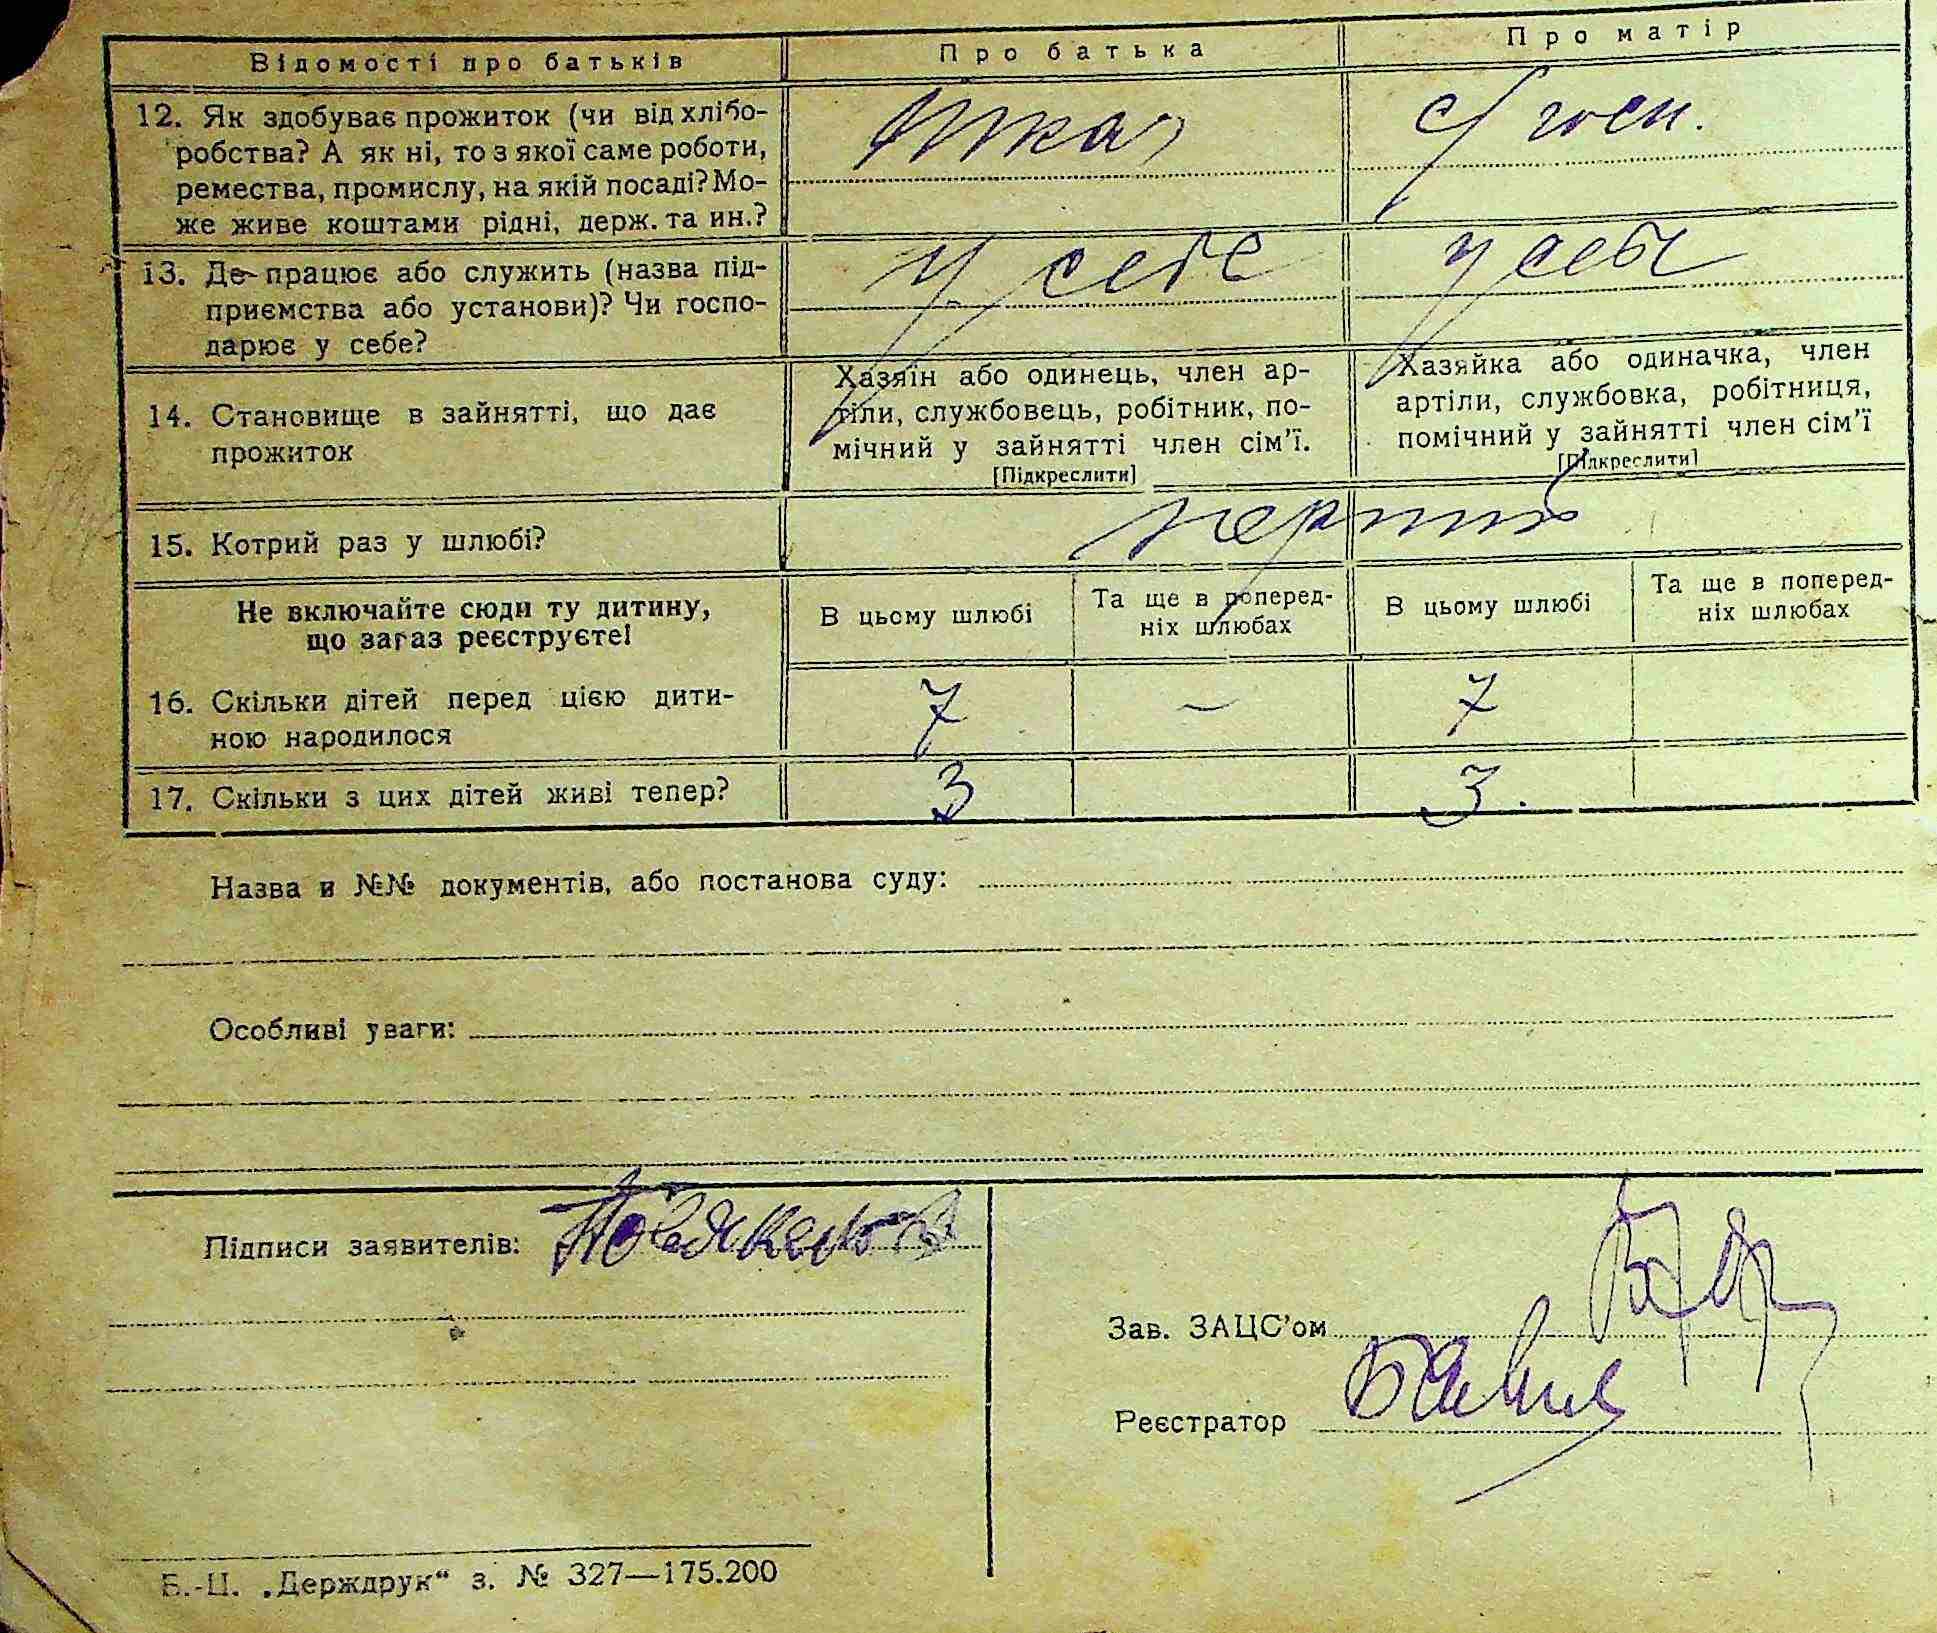 Відомості про батьків
Про батька
Про матір
12. Як здобуває прожиток (чи від хлібо-
робства? А як ні, то з якої саме роботи,
ремества, промислу, на якій посаді? Мо-
же живе коштами рідні, держ. та ин.?
13. Де працює або служить (назва під-
приємства або установи)? Чи госпо-
дарює у себе?
у себе
у себе
14. Становище в зайнятті, що дає
прожиток
Хазяїн або одинець, член ар-
тіли, службовець, робітник, по-
мічний у зайнятті член сім’ї.
[Підкреслити]
Хазяйка або одиначка, член
артіли, службовка, робітниця,
помічний у зайнятті член сім’ї
[Підкреслити]
15. Котрий раз у шлюбі?
Не включайте сюди ту дитину,
що зараз реєструєте!
В цьому шлюбі
Та ще в поперед-
ніх шлюбах
В цьому шлюбі
Та ще в поперед-
ніх шлюбах
16. Скільки дітей перед цією дити-
ною народилося
7
–
7
17. Скільки з цих дітей живі тепер?
3
3.
Назва и №№ документів, або постанова суду:
Особливі уваги:
Підписи заявителів:
Зав. ЗАЦС’ом
Реєстратор
Б.-Ц. „Держдрук“ з. № 327—175.200